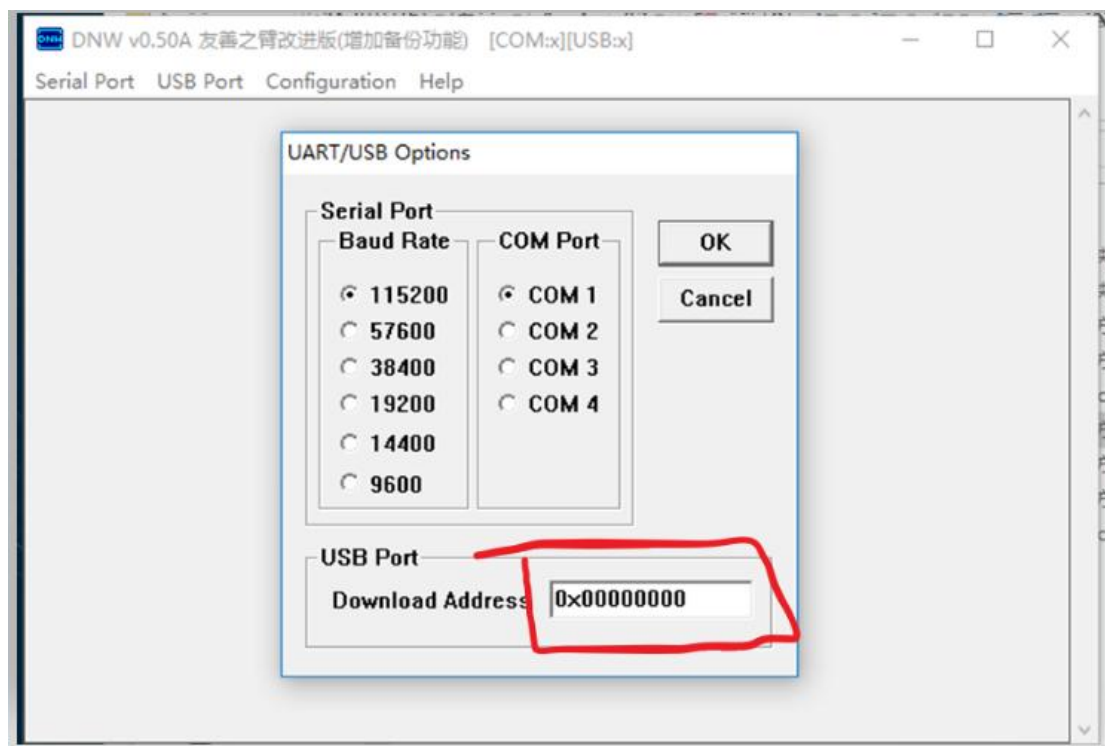 DNW v0.50A 友善之臂改进版(增加备份功能) [COM:x][USB:x]
Serial Port USB Port Configuration Help
UART/USB Options
Serial Port
Baud Rate
COM Port
OK
115200
COM 1
Cancel
57600
COM 2
38400
COM 3
19200
COM 4
14400
9600
USB Port
Download Address
0x00000000